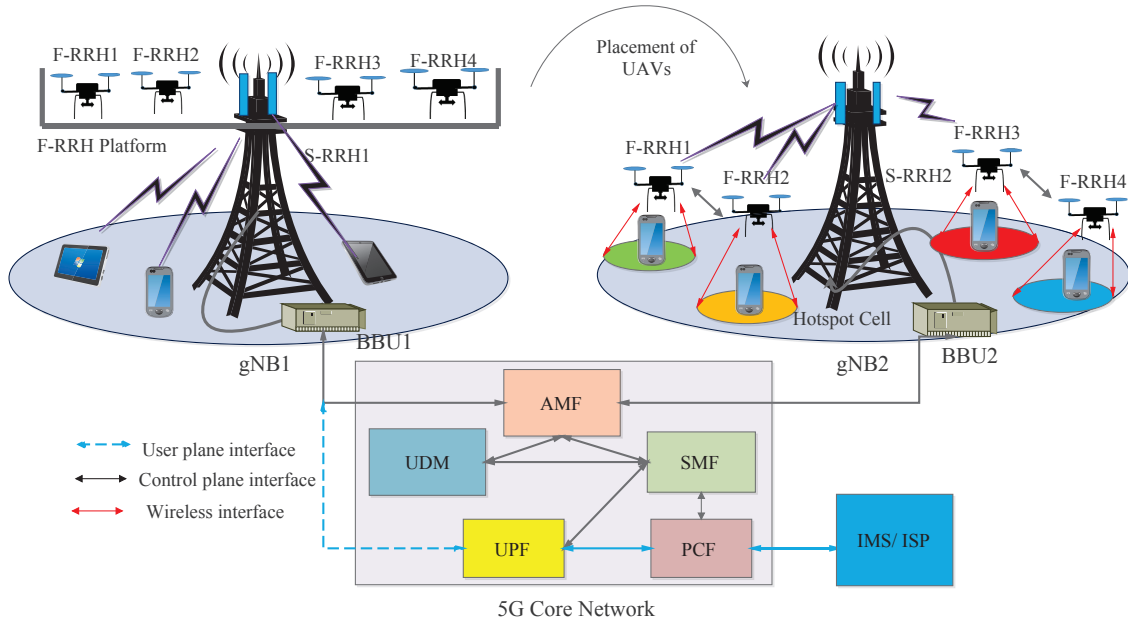 F-RRH1
F-RRH2
F-RRH3
F-RRH4
F-RRH Platform
S-RRH1
gNB1
BBU1
Placement of
UAVs
F-RRH1
F-RRH2
F-RRH3
S-RRH2
F-RRH4
Hotspot Cell
gNB2
BBU2
User plane interface
Control plane interface
Wireless interface
AMF
UDM
SMF
UPF
PCF
IMS/ ISP
5G Core Network